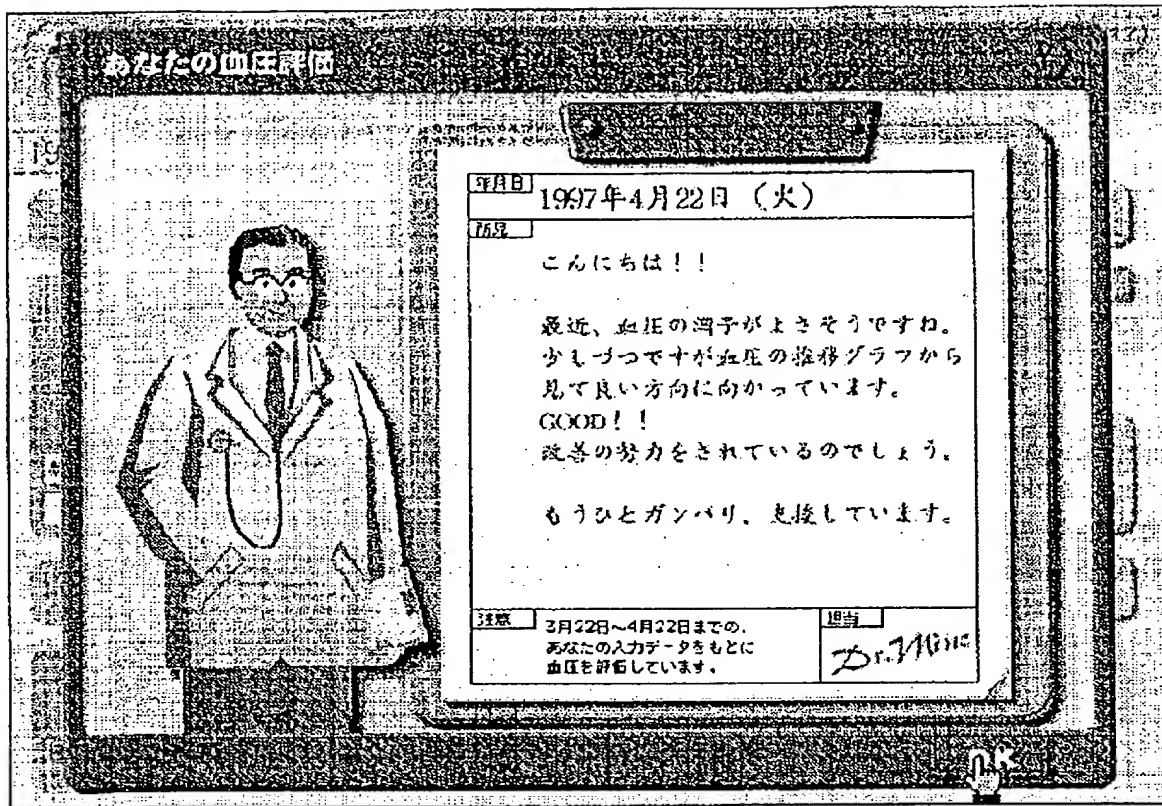 あなたの血圧評価
年月日
1997年4月22日（火）
所見
こんにちは！！
最近、血圧の調子がよさそうですね。
少しづつですが血圧の推移グラフから
見て良い方向に向かっています。
GOOD！！
改善の努力をされているのでしょう。
もうひとガンバリ、応援しています。
注意
3月22日～4月22日までの、
あなたの入力データをもとに
血圧を評価しています。
担当
Dr.
OK